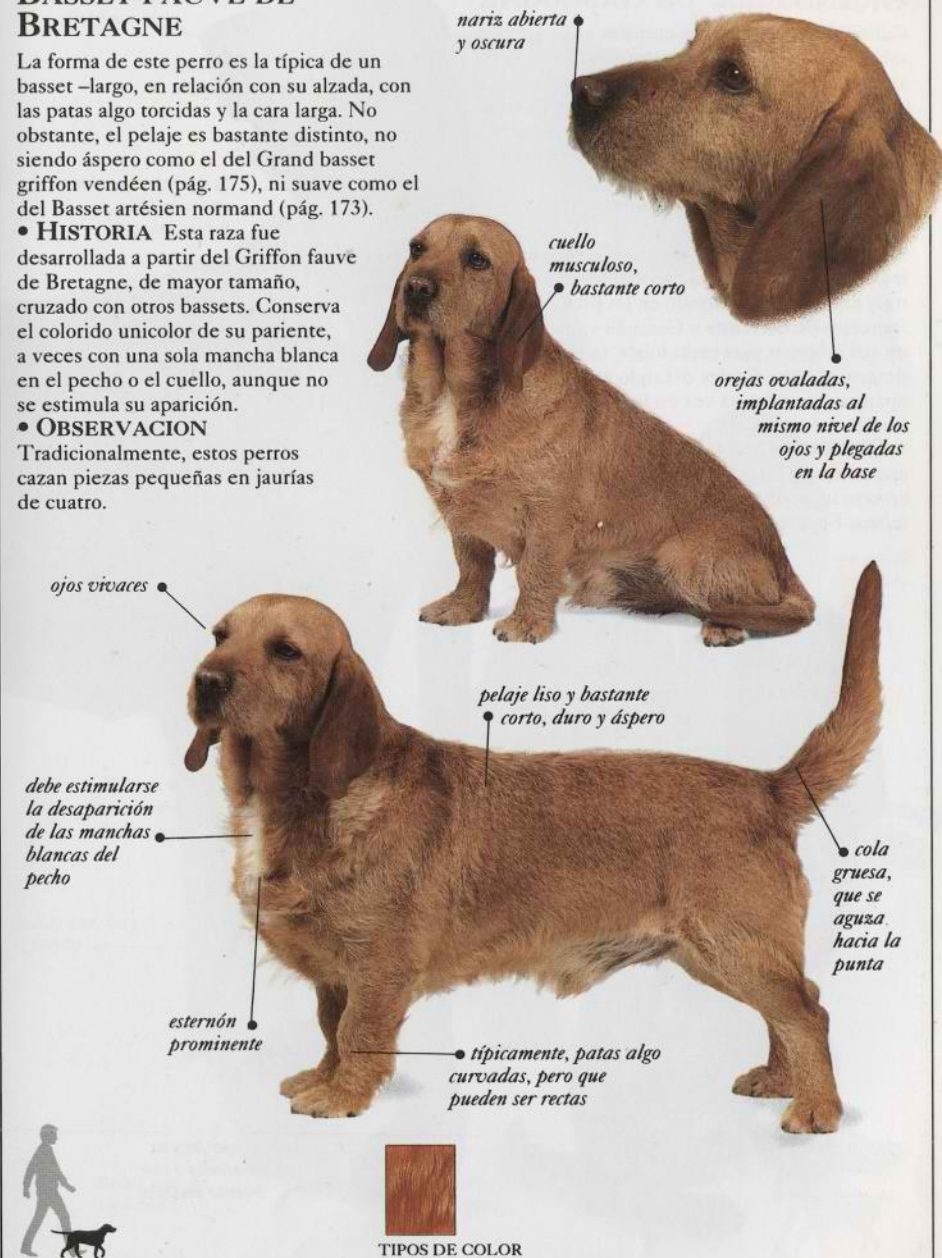 BASSET FAUVE DE
BRETAGNE
La forma de este perro es la típica de un
basset –largo, en relación con su alzada, con
las patas algo torcidas y la cara larga. No
obstante, el pelaje es bastante distinto, no
siendo áspero como el del Grand basset
griffon vendéen (pág. 175), ni suave como el
del Basset artésien normand (pág. 173).
• HISTORIA Esta raza fue
desarrollada a partir del Griffon fauve
de Bretagne, de mayor tamaño,
cruzado con otros bassets. Conserva
el colorido unicolor de su pariente,
a veces con una sola mancha blanca
en el pecho o el cuello, aunque no
se estimula su aparición.
• OBSERVACION
Tradicionalmente, estos perros
cazan piezas pequeñas en jaurías
de cuatro.
nariz abierta
y oscura
cuello
musculoso,
bastante corto
orejas ovaladas,
implantadas al
mismo nivel de los
ojos y plegadas
en la base
ojos vivaces
pelaje liso y bastante
corto, duro y áspero
debe estimularse
la desaparición
de las manchas
blancas del
pecho
cola
gruesa,
que se
aguza
hacia la
punta
esternón
prominente
típicamente, patas algo
curvadas, pero que
pueden ser rectas
TIPOS DE COLOR